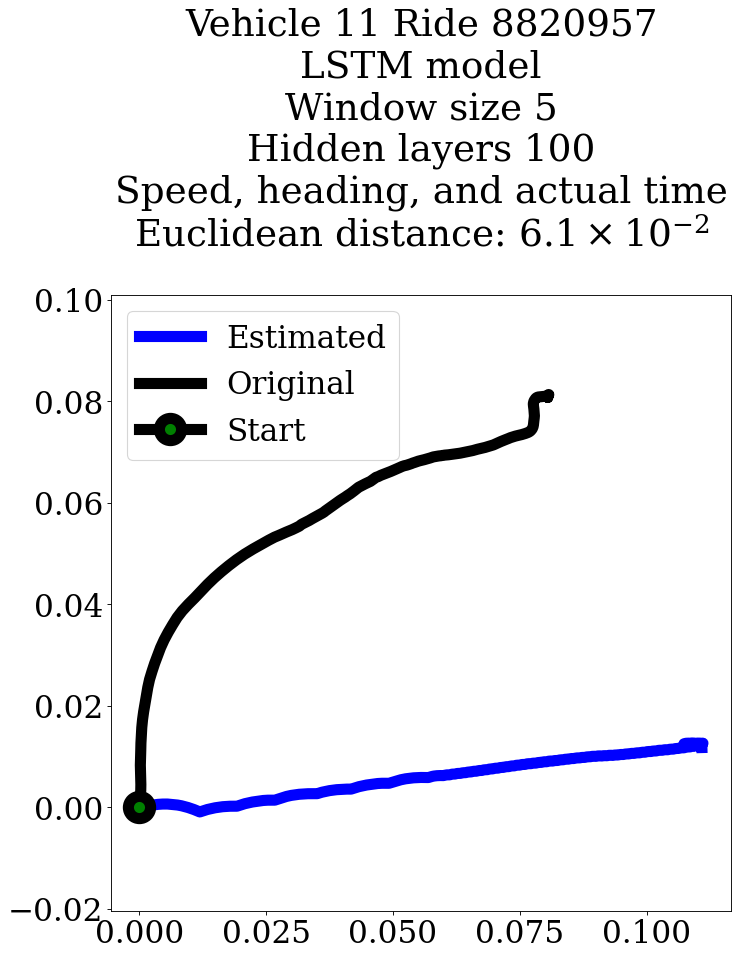 Vehicle 11 Ride 8820957
LSTM model
Window size 5
Hidden layers 100
Speed, heading, and actual time
Euclidean distance: 6.1 × 10⁻²
0.10
0.08
0.06
0.04
0.02
0.00
−0.02
Estimated
Original
Start
0.000 0.025 0.050 0.075 0.100